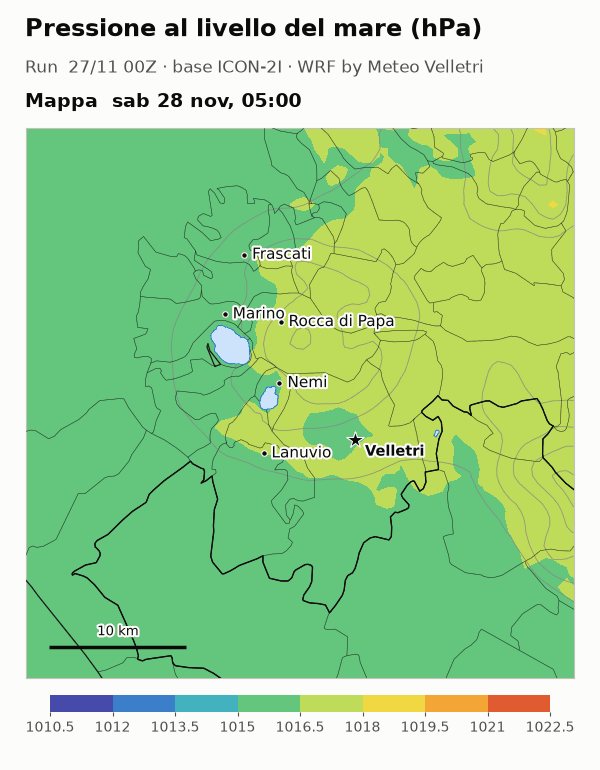 Pressione al livello del mare (hPa)
Run  27/11 00Z · base ICON-2I · WRF by Meteo Velletri
Mappa  sab 28 nov, 05:00
Frascati
Marino
Rocca di Papa
Nemi
Velletri
Lanuvio
10 km
1010.5 1012 1013.5 1015 1016.5 1018 1019.5 1021 1022.5